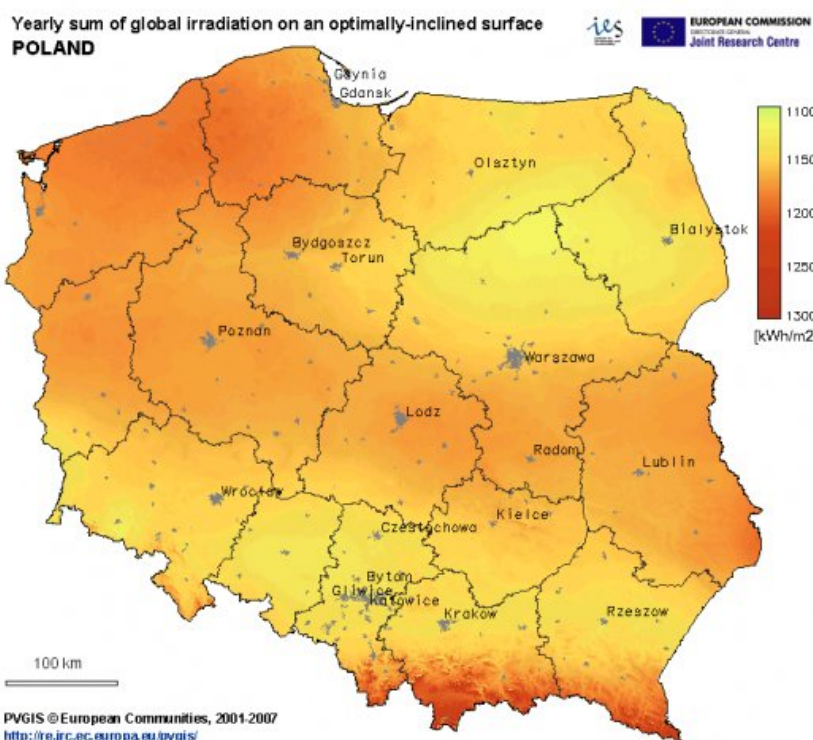 Yearly sum of global irradiation on an optimally-inclined surface
POLAND
ies
EUROPEAN COMMISSION
DIRECTORATE GENERAL
Joint Research Centre
Gdynia
Gdansk
Olsztyn
Bialystok
Bydgoszcz
Torun
Poznan
Warszawa
Lodz
Radom
Lublin
Wroclaw
Kielce
Czestochowa
Bytom
Gliwice
Katowice
Krakow
Rzeszow
1100
1150
1200
1250
1300
[kWh/m2
100 km
PVGIS © European Communities, 2001-2007
http://re.jrc.ec.europa.eu/pvgis/